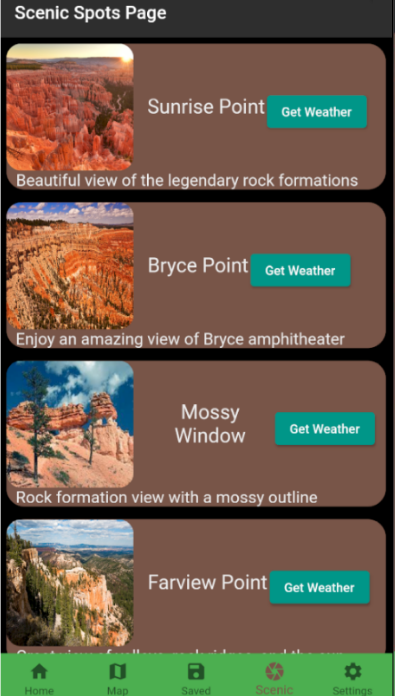 Scenic Spots Page
Sunrise Point
Get Weather
Beautiful view of the legendary rock formations
Bryce Point
Get Weather
Enjoy an amazing view of Bryce amphitheater
Mossy
Window
Get Weather
Rock formation view with a mossy outline
Farview Point
Get Weather
Home
Map
Saved
Scenic
Settings